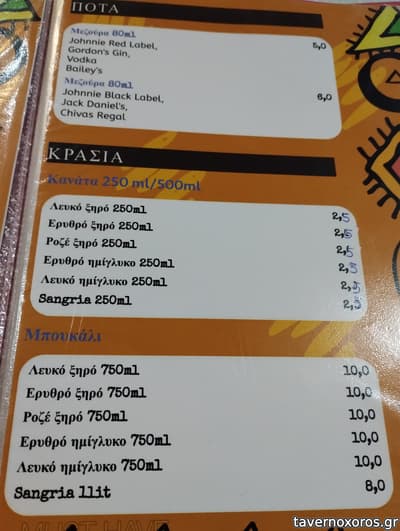 ΠΟΤΑ
Μεζούρα 80ml
Johnnie Red Label, 5,0
Gordon's Gin,
Vodka
Bailey's
Μεζούρα 80ml
Johnnie Black Label, 6,0
Jack Daniel's,
Chivas Regal
ΚΡΑΣΙΑ
Κανάτα 250 ml/500ml
Λευκό ξηρό 250ml 2,5
Ερυθρό ξηρό 250ml 2,5
Ροζέ ξηρό 250ml 2,5
Ερυθρό ημίγλυκο 250ml 2,5
Λευκό ημίγλυκο 250ml 2,5
Sangria 250ml 2,5
Μπουκάλι
Λευκό ξηρό 750ml 10,0
Ερυθρό ξηρό 750ml 10,0
Ροζέ ξηρό 750ml 10,0
Ερυθρό ημίγλυκο 750ml 10,0
Λευκό ημίγλυκο 750ml 10,0
Sangria 1lit 8,0
MUST HAVE
tavernoxoros.gr